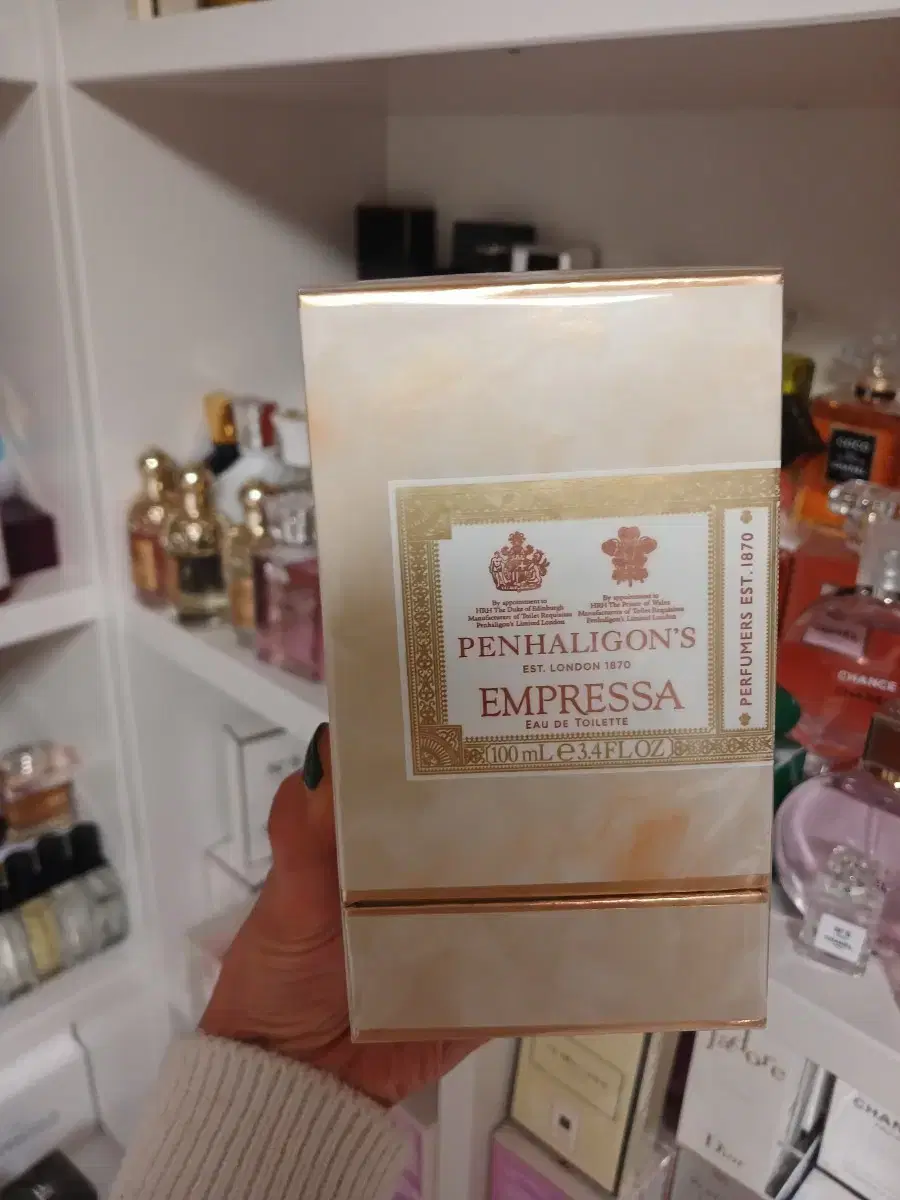 By appointment to
HRH The Duke of Edinburgh
Manufacturers of Toilet Requisites
Penhaligon's Limited London
By appointment to
HRH The Prince of Wales
Manufacturers of Toilet Requisites
Penhaligon's Limited London
PENHALIGON'S
EST. LONDON 1870
EMPRESSA
EAU DE TOILETTE
100 mL e 3.4 FL OZ
PERFUMERS EST. 1870
COCO
CHANEL
CHANCE
N°5
CHANEL
J'adore
Dior